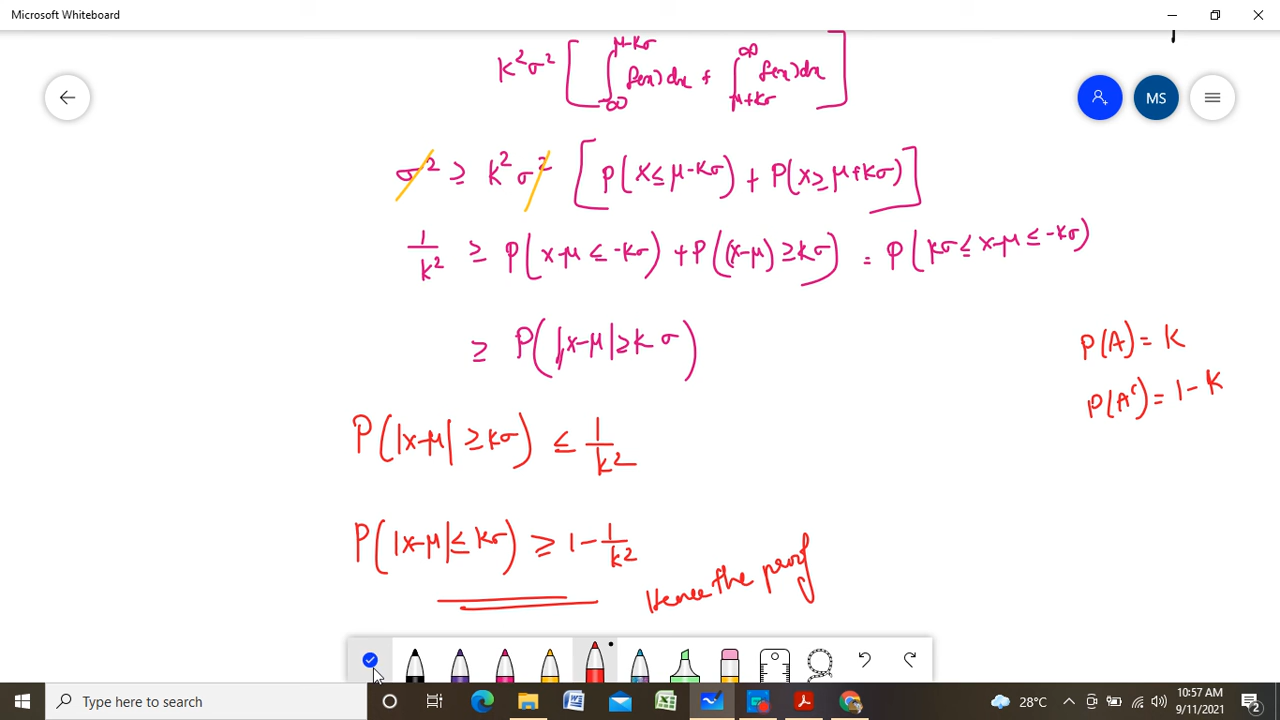 Microsoft Whiteboard
k²σ² [ ∫_{-∞}^{μ-kσ} f(x)dx + ∫_{μ+kσ}^{∞} f(x)dx ]
σ² ≥ k²σ² [ P(X≤μ-kσ) + P(X≥μ+kσ) ]
1/k² ≥ P(X-μ ≤ -kσ) + P((X-μ) ≥ kσ) = P(kσ ≤ X-μ ≤ -kσ)
≥ P(|X-μ| ≥ kσ)
P(A) = K
P(A^c) = 1-K
P(|X-μ| ≥ kσ) ≤ 1/k²
P(|X-μ| ≤ kσ) ≥ 1 - 1/k²
Hence the proof
MS
Type here to search
28°C
10:57 AM
9/11/2021
2